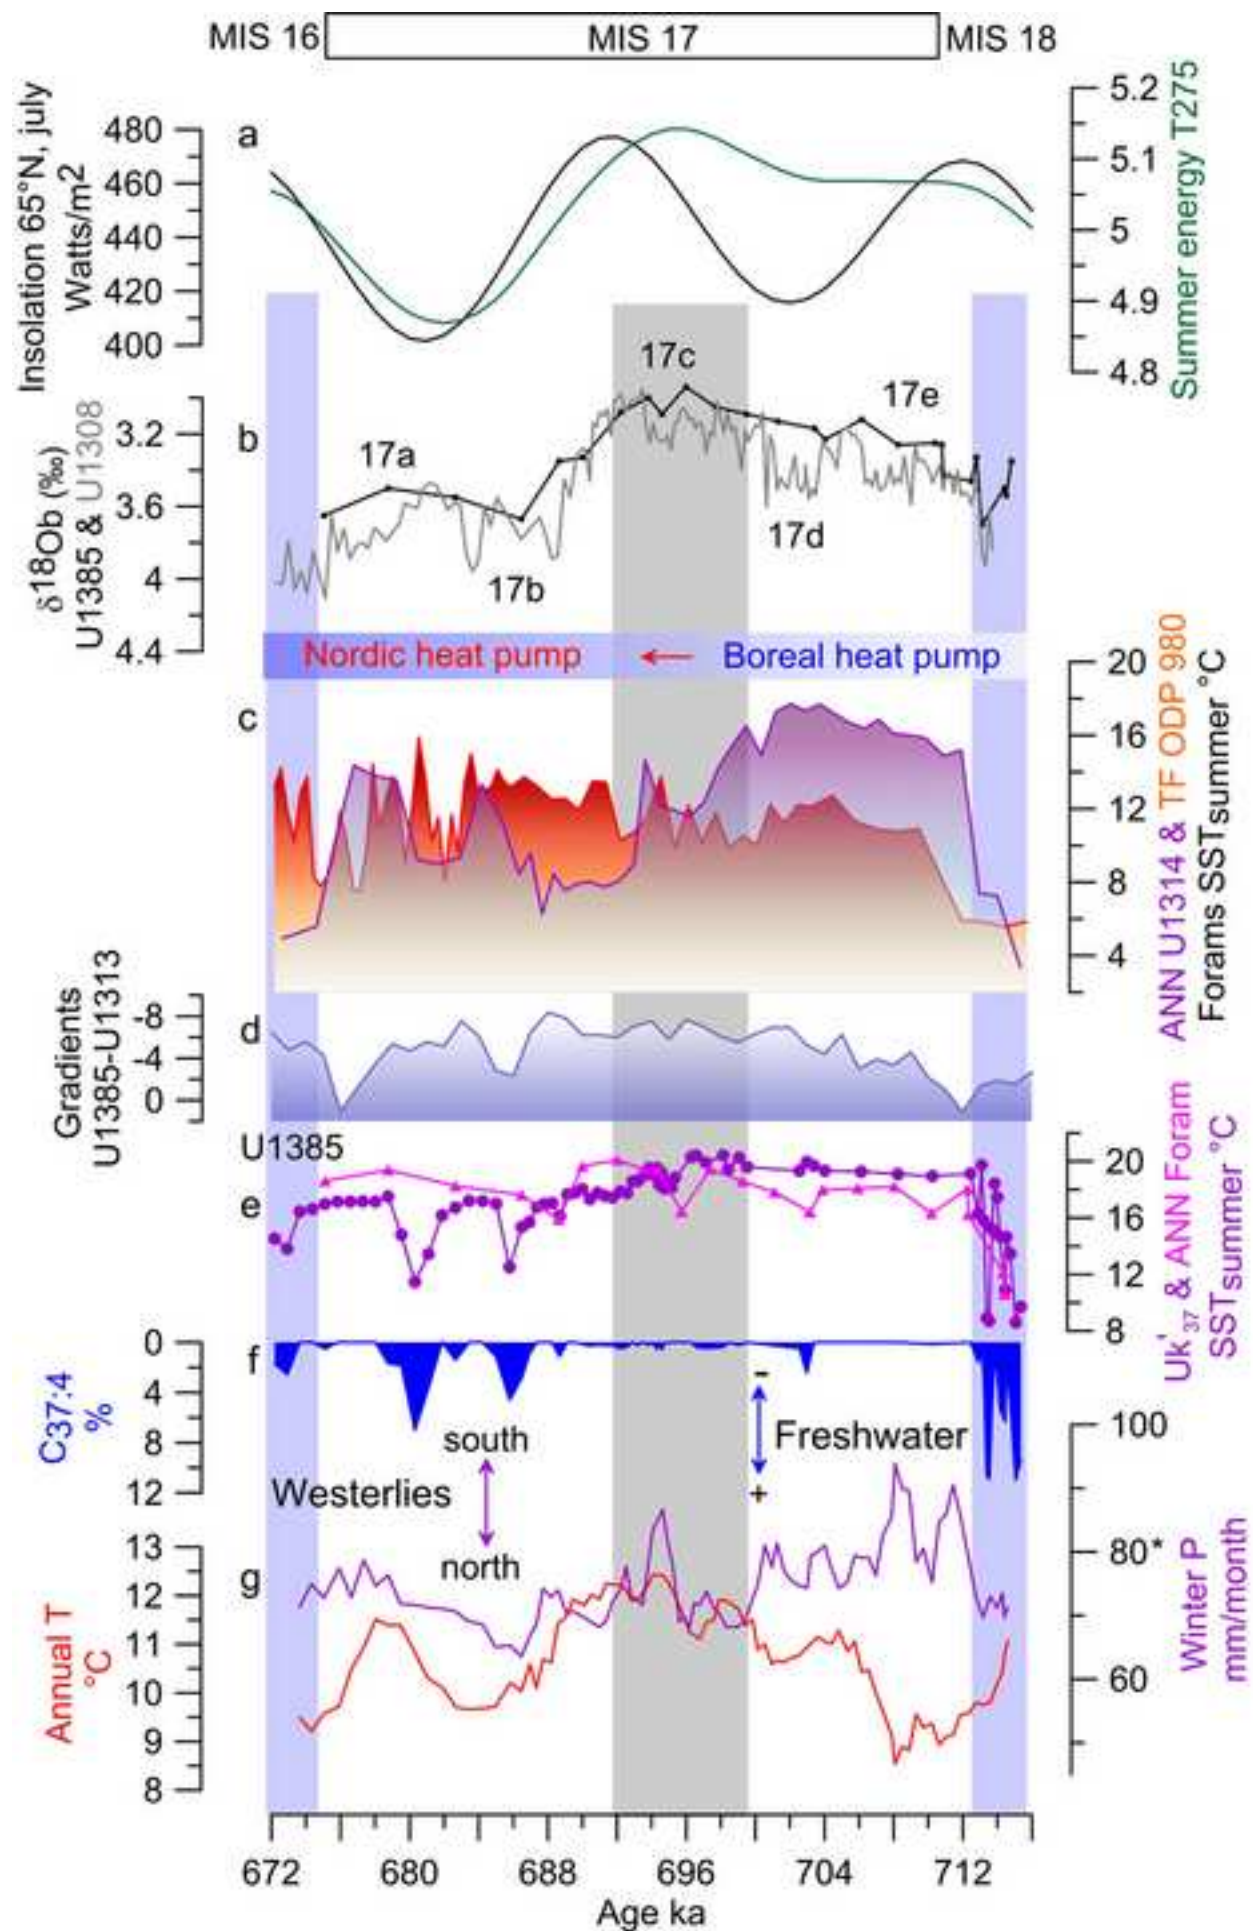 MIS 16
MIS 17
MIS 18
Insolation 65°N, july
Watts/m2
480
460
440
420
400
a
5.2
5.1
5
4.9
4.8
Summer energy T275
δ18Ob (‰)
U1385 & U1308
3.2
3.6
4
4.4
b
17a
17b
17c
17d
17e
Nordic heat pump
Boreal heat pump
c
20
16
12
8
4
ANN U1314 & TF ODP 980
Forams SSTsummer °C
Gradients
U1385-U1313
-8
-4
0
d
U1385
e
20
16
12
8
Uk'37 & ANN Foram
SSTsummer °C
C37:4
%
0
4
8
12
f
-
Freshwater
+
south
Westerlies
north
100
80*
60
Winter P
mm/month
Annual T
°C
13
12
11
10
9
8
g
672 680 688 696 704 712
Age ka